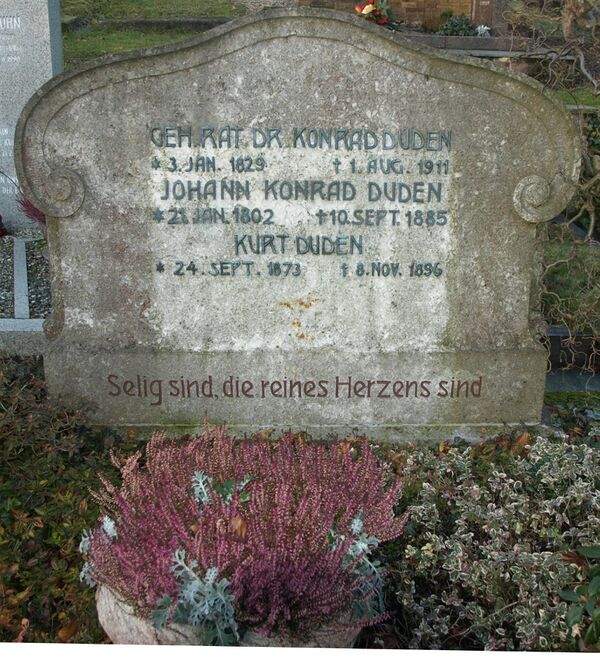 GEH. RAT. DR. KONRAD DUDEN
* 3. JAN. 1829 † 1. AUG. 1911
JOHANN KONRAD DUDEN
* 21. JAN. 1802 † 10. SEPT. 1885
KURT DUDEN
* 24. SEPT. 1873 † 8. NOV. 1896
Selig sind, die reines Herzens sind